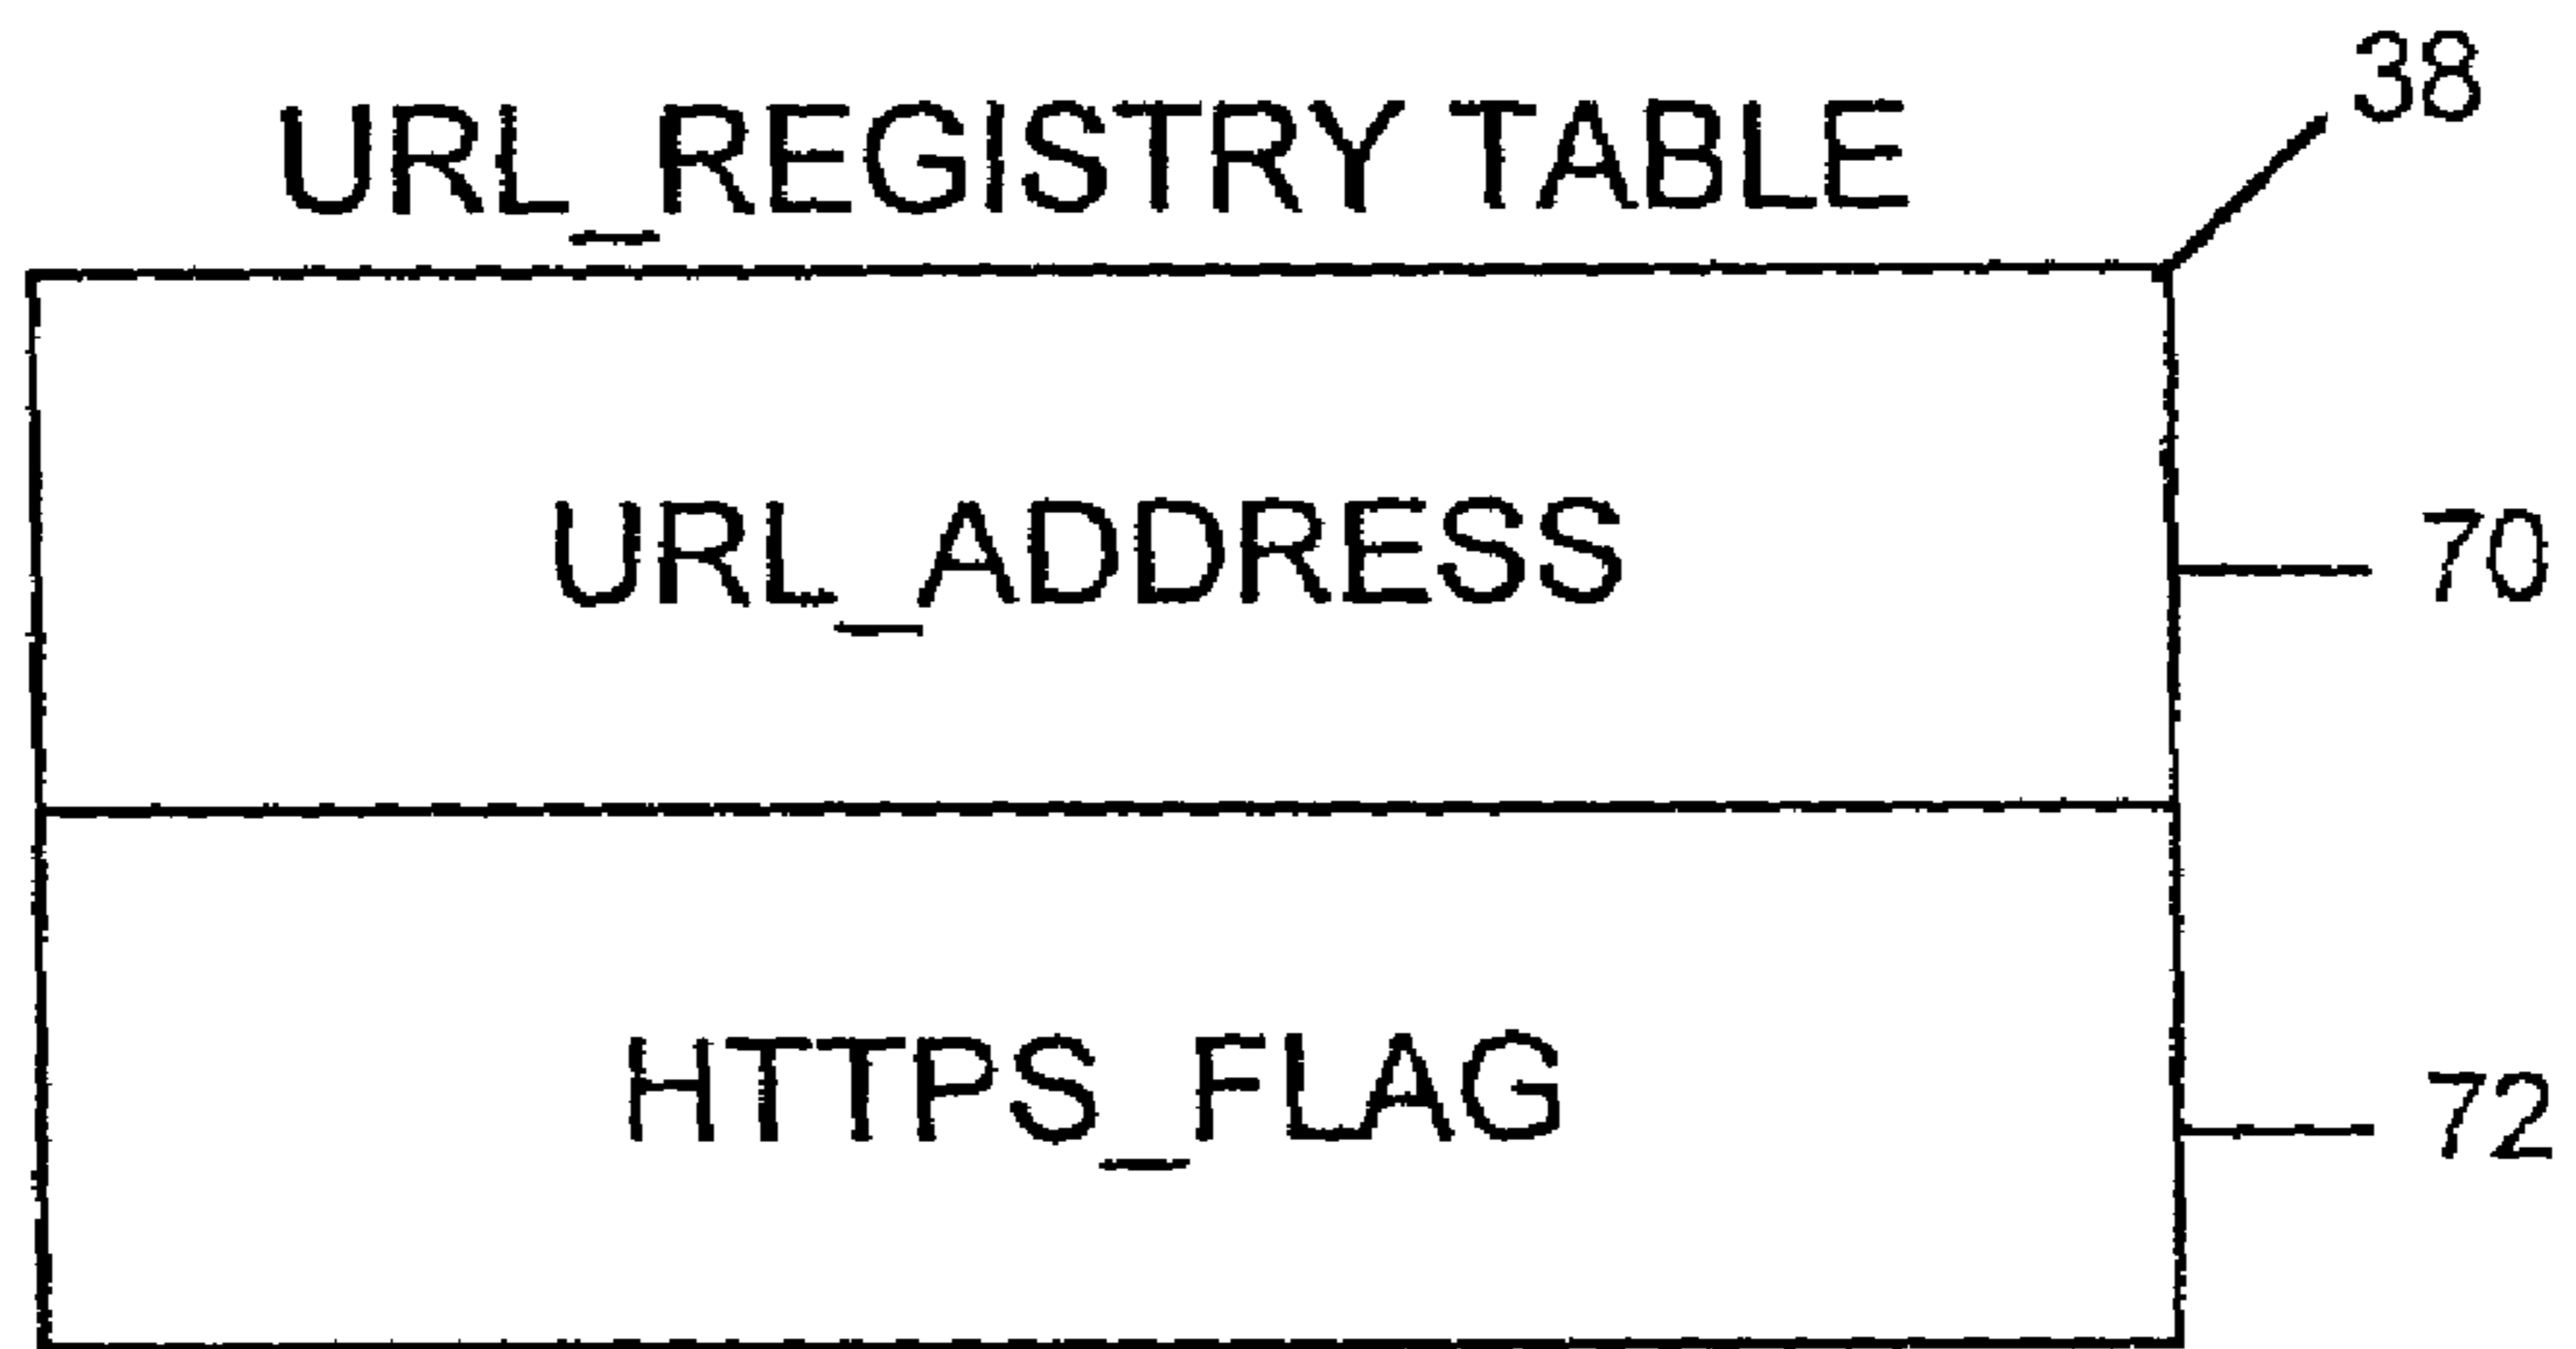 38
URL_REGISTRY TABLE
URL_ADDRESS
70
HTTPS_FLAG
72